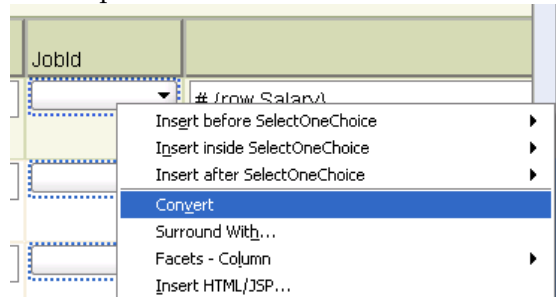 JobId
#{row.Salary}
Insert before SelectOneChoice
Insert inside SelectOneChoice
Insert after SelectOneChoice
Convert
Surround With...
Facets - Column
Insert HTML/JSP...